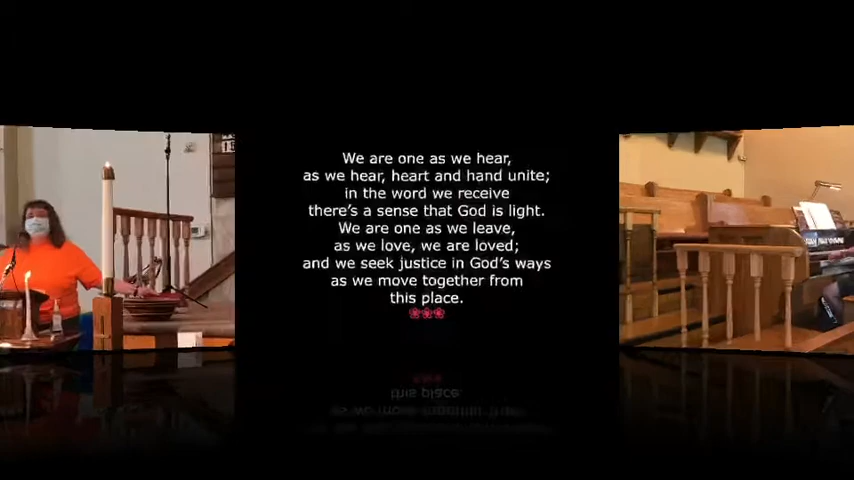 We are one as we hear,
as we hear, heart and hand unite;
in the word we receive
there's a sense that God is light.
We are one as we leave,
as we love, we are loved;
and we seek justice in God's ways
as we move together from
this place.